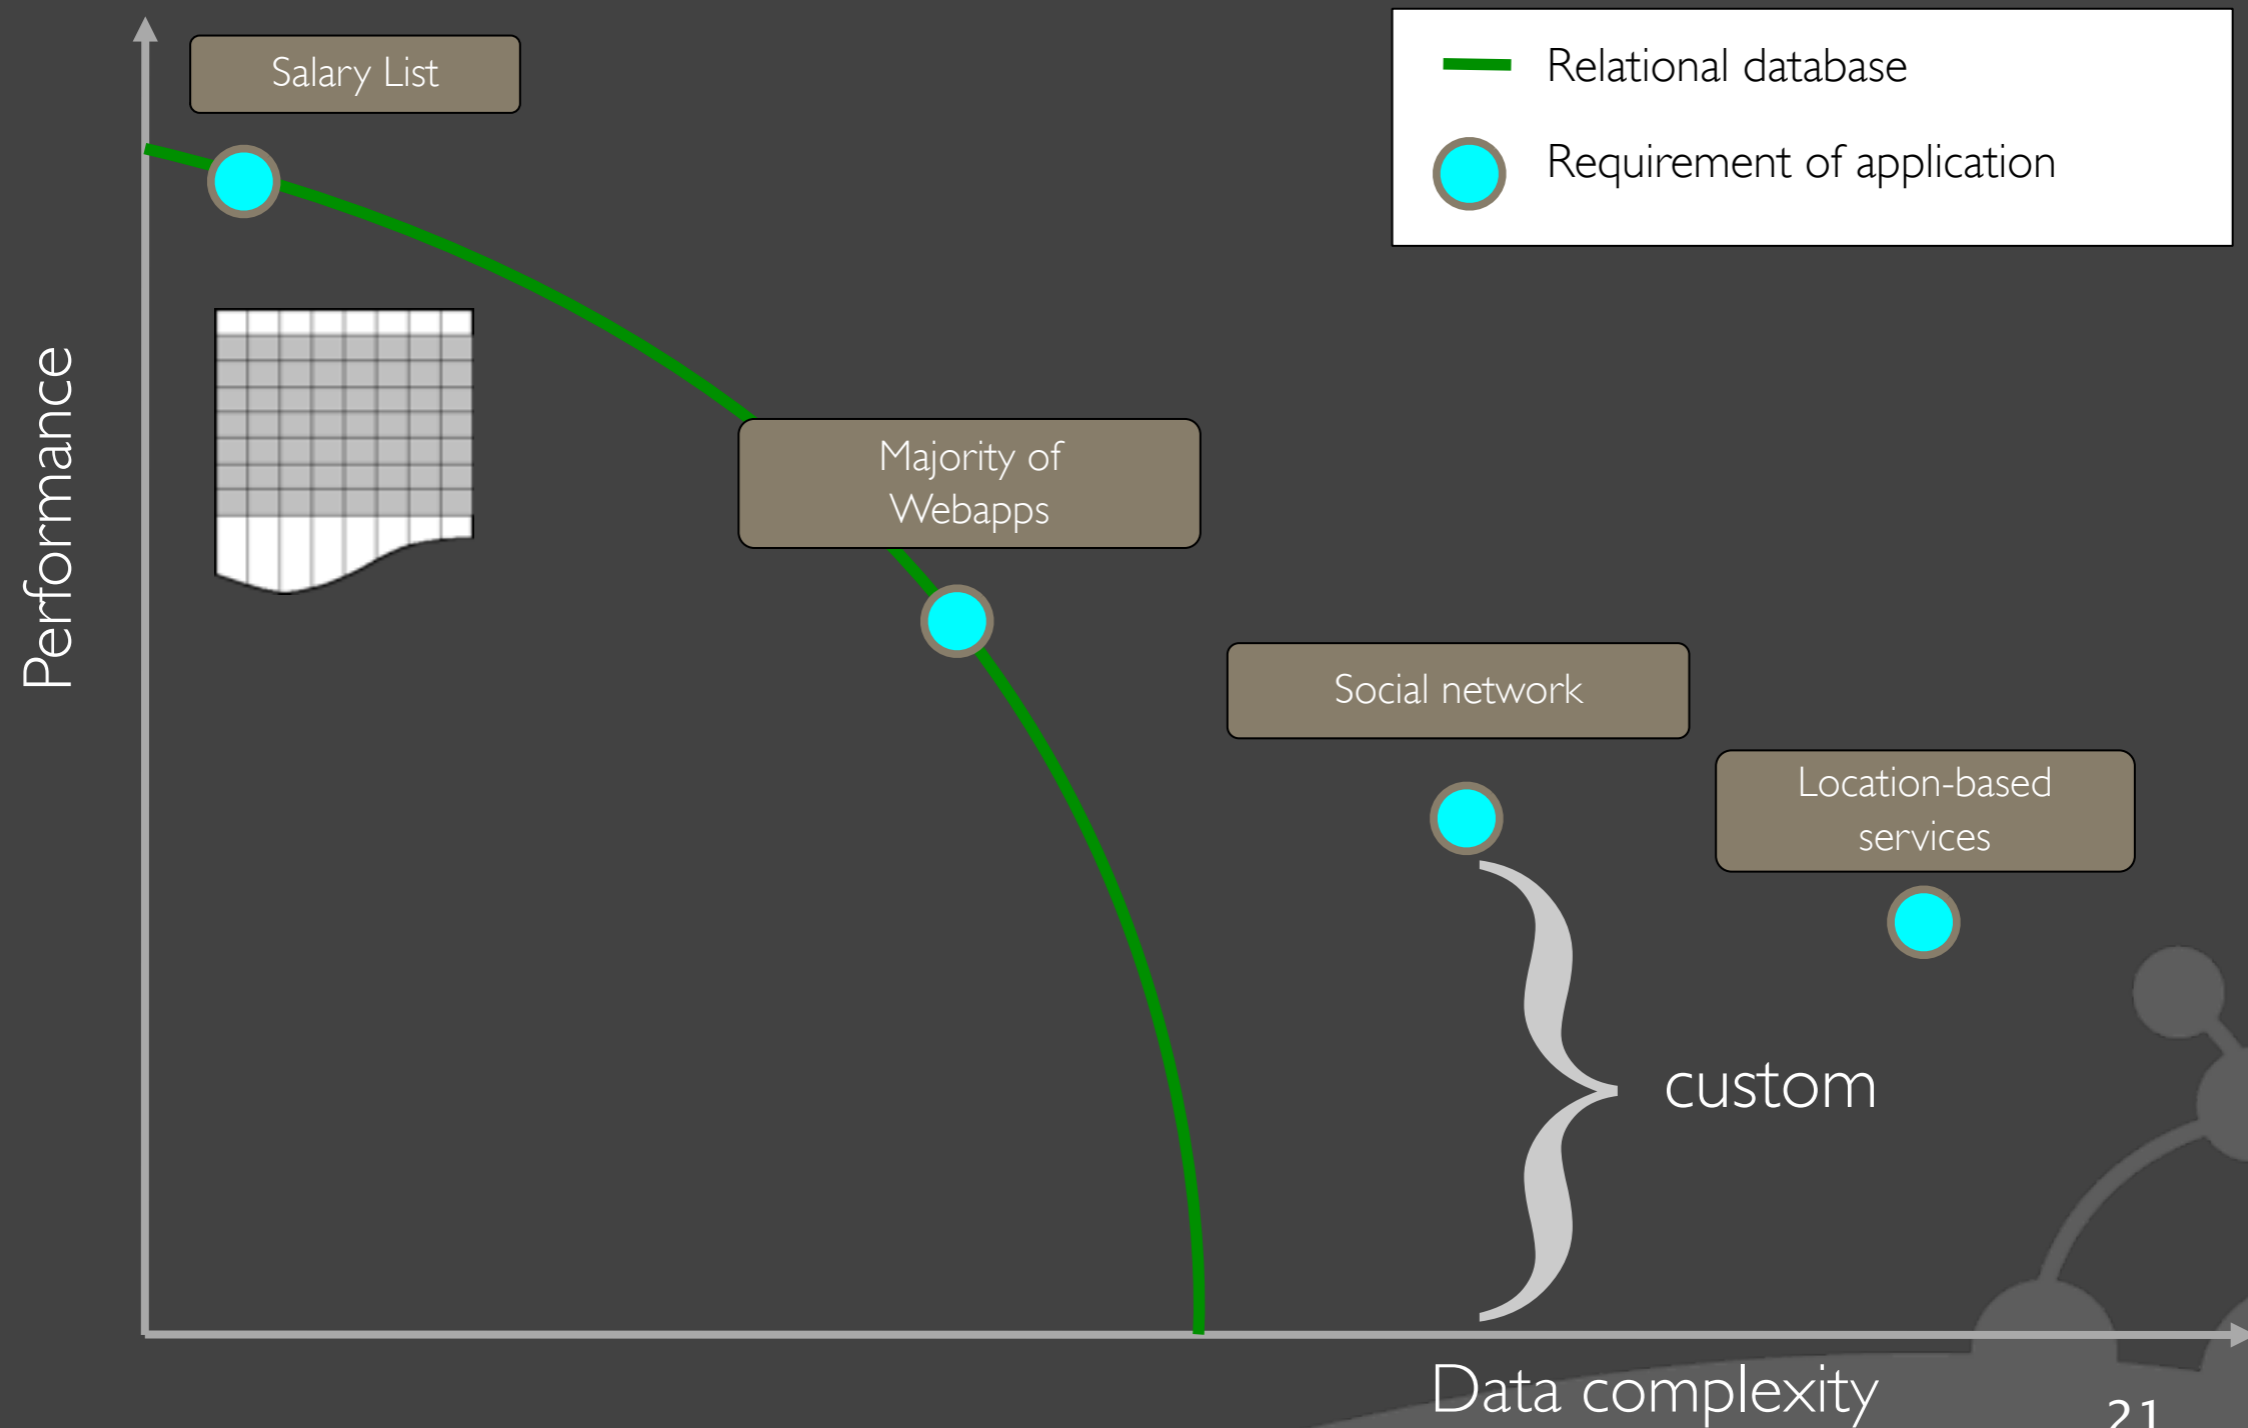 Salary List
Relational database
Requirement of application
Performance
Majority of
Webapps
Social network
Location-based
services
custom
Data complexity
21